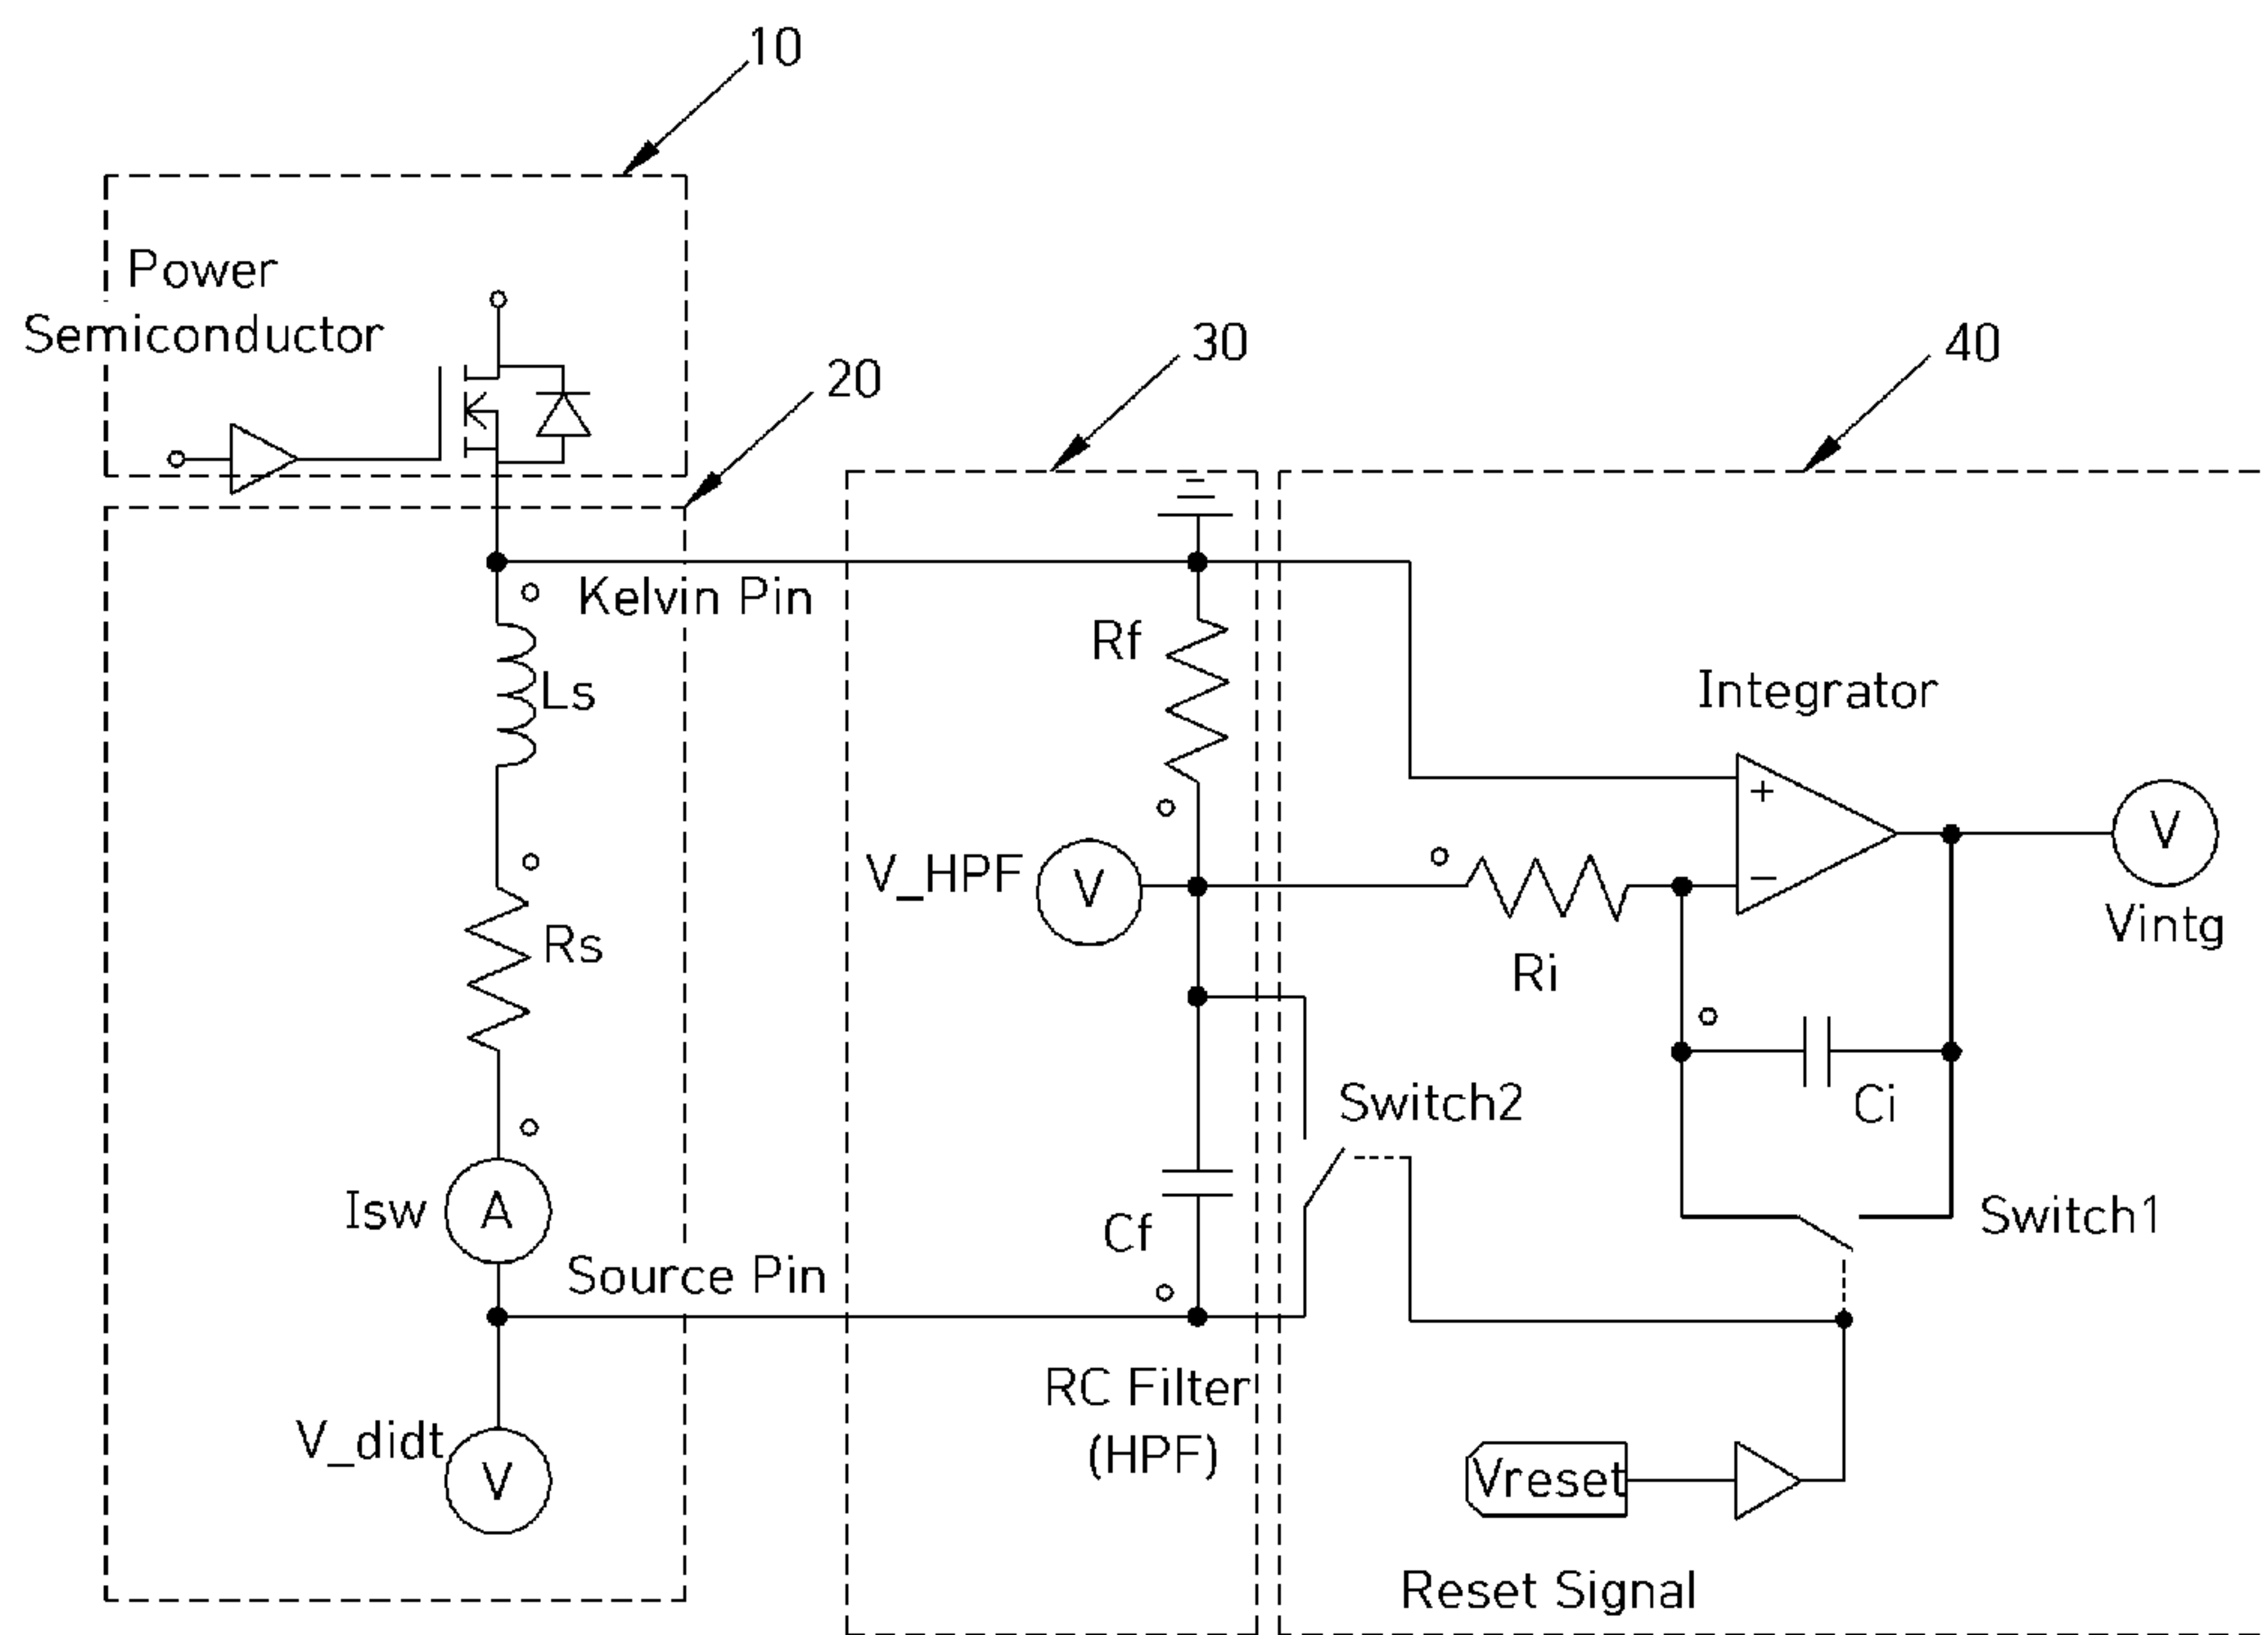 10
Power
Semiconductor
20
30
40
Kelvin Pin
Ls
Rf
Integrator
+
−
V
Vintg
V_HPF
V
Rs
Ri
Ci
Switch2
Switch1
Isw
A
Cf
Source Pin
RC Filter
(HPF)
V_didt
V
Vreset
Reset Signal